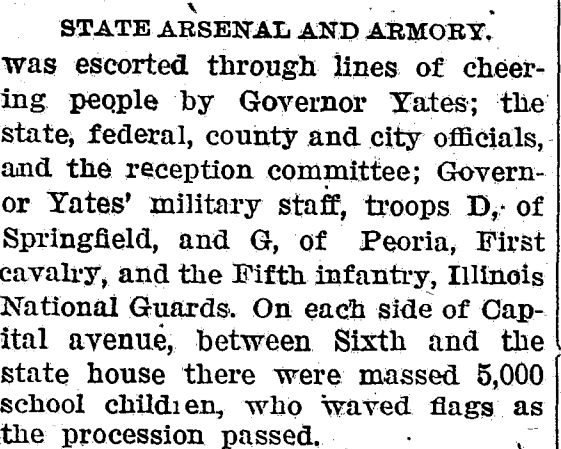 STATE ARSENAL AND ARMORY.
was escorted through lines of cheer-
ing people by Governor Yates; the
state, federal, county and city officials,
and the reception committee; Govern-
or Yates' military staff, troops D, of
Springfield, and G, of Peoria, First
cavalry, and the Fifth infantry, Illinois
National Guards. On each side of Cap-
ital avenue, between Sixth and the
state house there were massed 5,000
school children, who waved flags as
the procession passed.